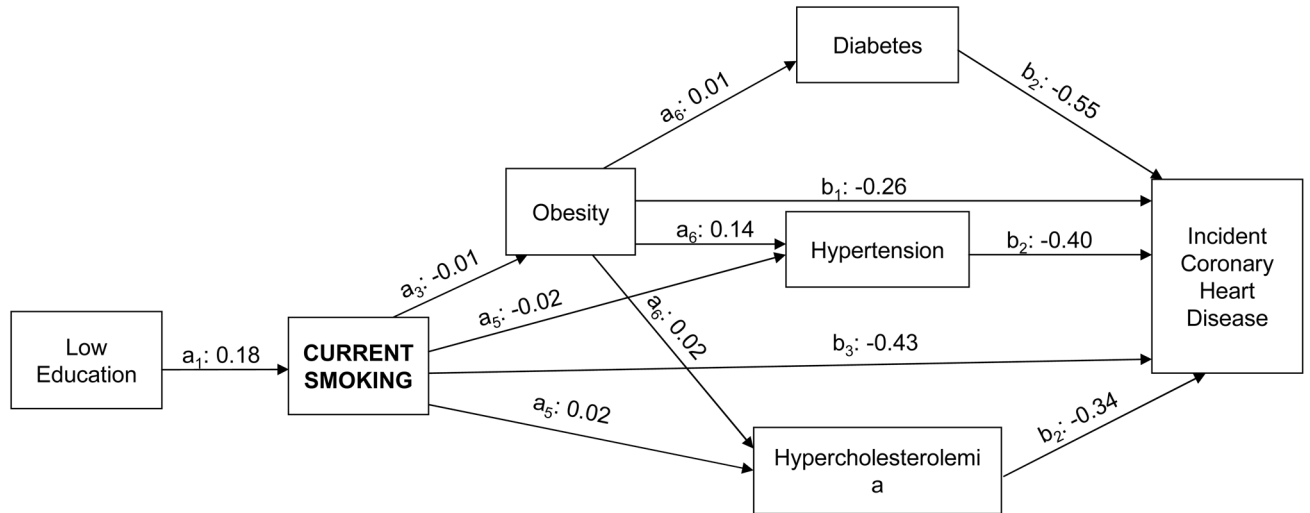 Diabetes
a₆: 0.01
b₂: -0.55
Obesity
b₁: -0.26
a₆: 0.14
Hypertension
b₂: -0.40
Incident
Coronary
Heart
Disease
a₃: -0.01
a₅: -0.02
a₆: 0.02
Low
Education
a₁: 0.18
CURRENT
SMOKING
b₃: -0.43
a₅: 0.02
b₂: -0.34
Hypercholesterolemi
a